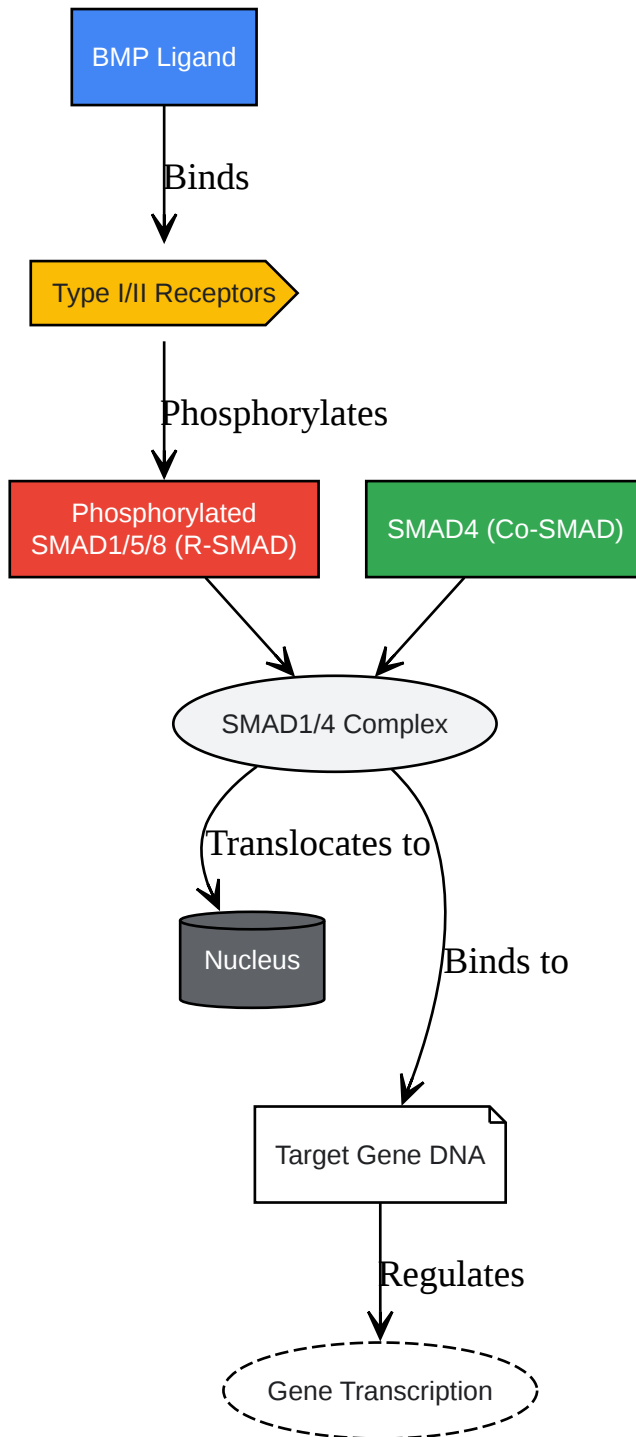 BMP Ligand
Binds
Type I/II Receptors
Phosphorylates
Phosphorylated
SMAD1/5/8 (R-SMAD)
SMAD4 (Co-SMAD)
SMAD1/4 Complex
Translocates to
Nucleus
Binds to
Target Gene DNA
Regulates
Gene Transcription